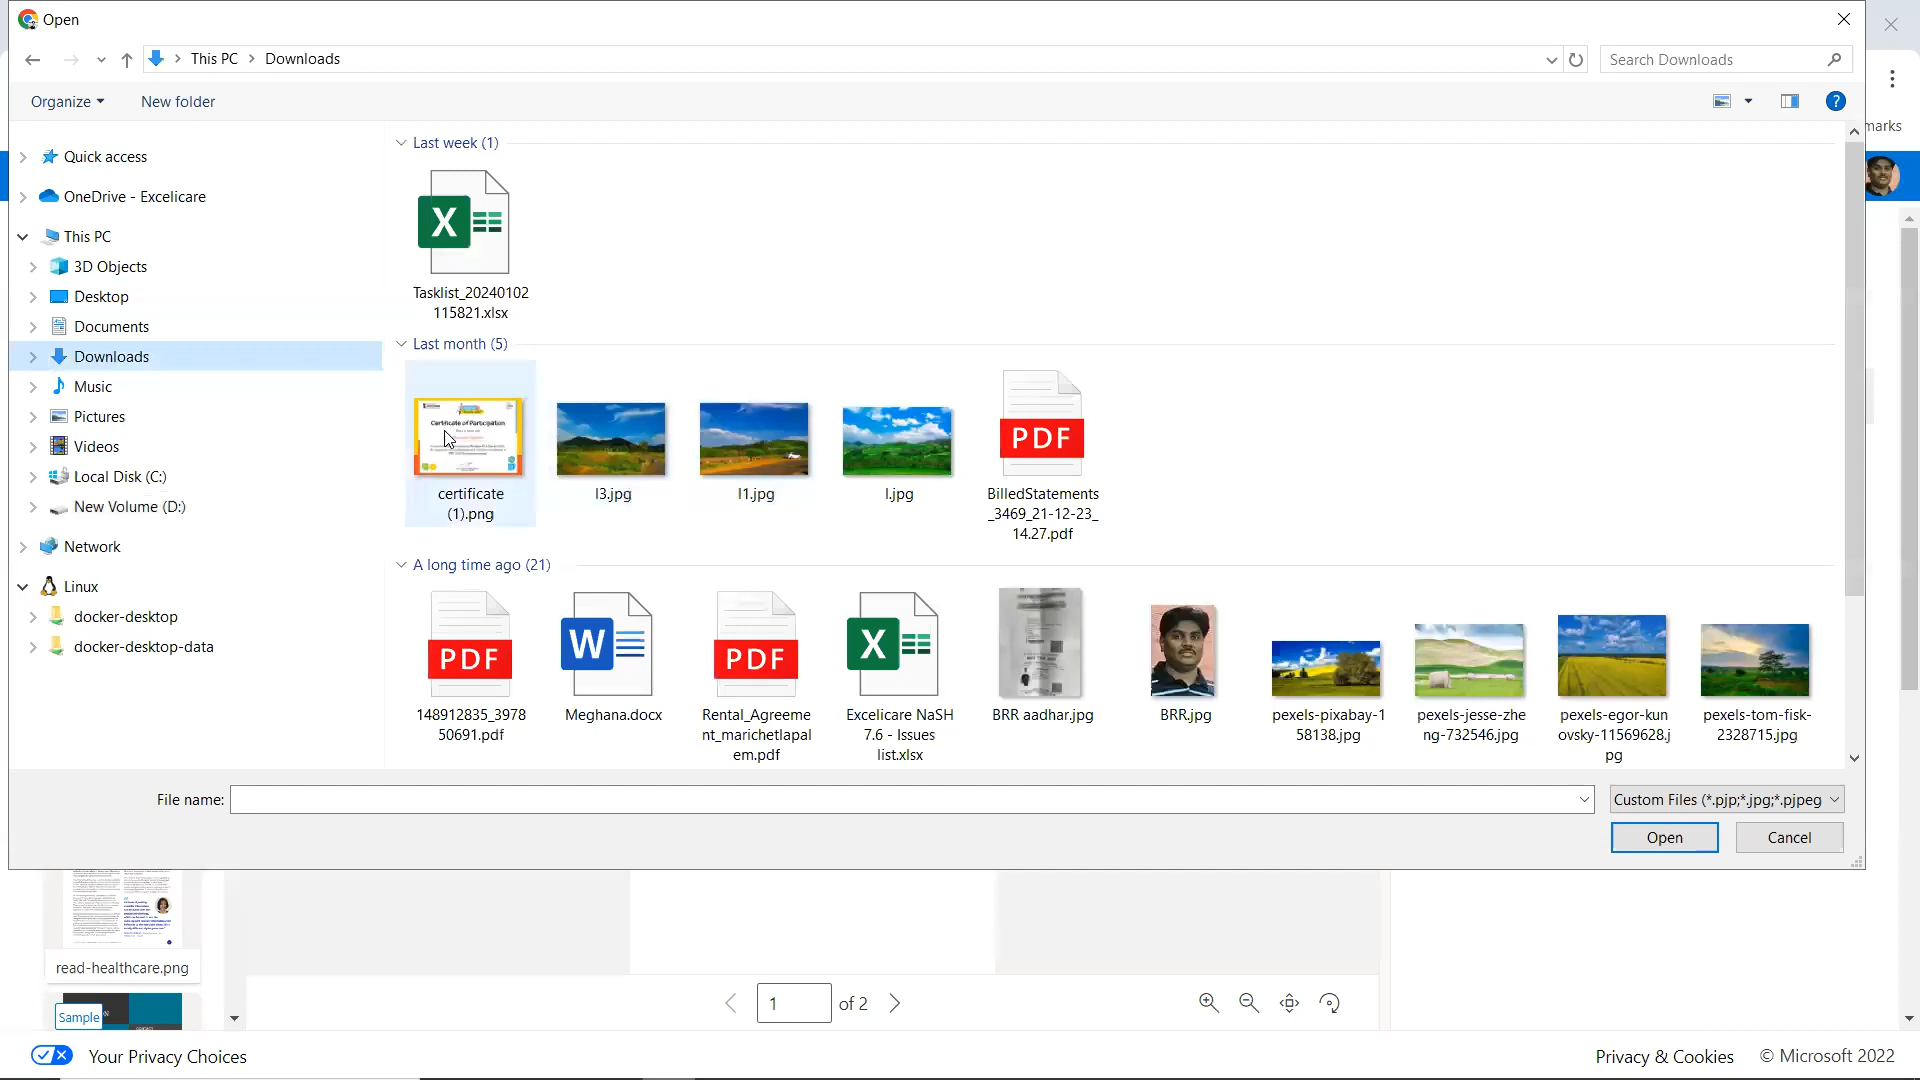 Open
This PC
Downloads
Search Downloads
Organize
New folder
marks
Quick access
OneDrive - Excelicare
This PC
3D Objects
Desktop
Documents
Downloads
Music
Pictures
Videos
Local Disk (C:)
New Volume (D:)
Network
Linux
docker-desktop
docker-desktop-data
Last week (1)
Tasklist_20240102
115821.xlsx
Last month (5)
Certificate of Participation
certificate
(1).png
l3.jpg
l1.jpg
l.jpg
PDF
BilledStatements
_3469_21-12-23_
14.27.pdf
A long time ago (21)
PDF
148912835_3978
50691.pdf
W
Meghana.docx
PDF
Rental_Agreeme
nt_marichetlapal
em.pdf
X
Excelicare NaSH
7.6 - Issues
list.xlsx
BRR aadhar.jpg
BRR.jpg
pexels-pixabay-1
58138.jpg
pexels-jesse-zhe
ng-732546.jpg
pexels-egor-kun
ovsky-11569628.j
pg
pexels-tom-fisk-
2328715.jpg
File name:
Custom Files (*.pjp;*.jpg;*.pjpeg
Open
Cancel
read-healthcare.png
Sample
1 of 2
Your Privacy Choices
Privacy & Cookies
© Microsoft 2022